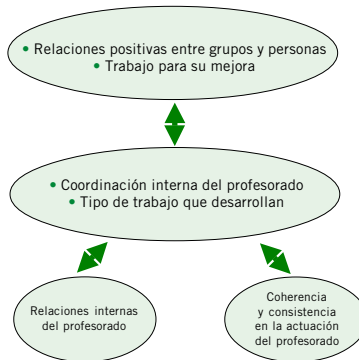 • Relaciones positivas entre grupos y personas
• Trabajo para su mejora
• Coordinación interna del profesorado
• Tipo de trabajo que desarrollan
Relaciones internas
del profesorado
Coherencia
y consistencia
en la actuación
del profesorado